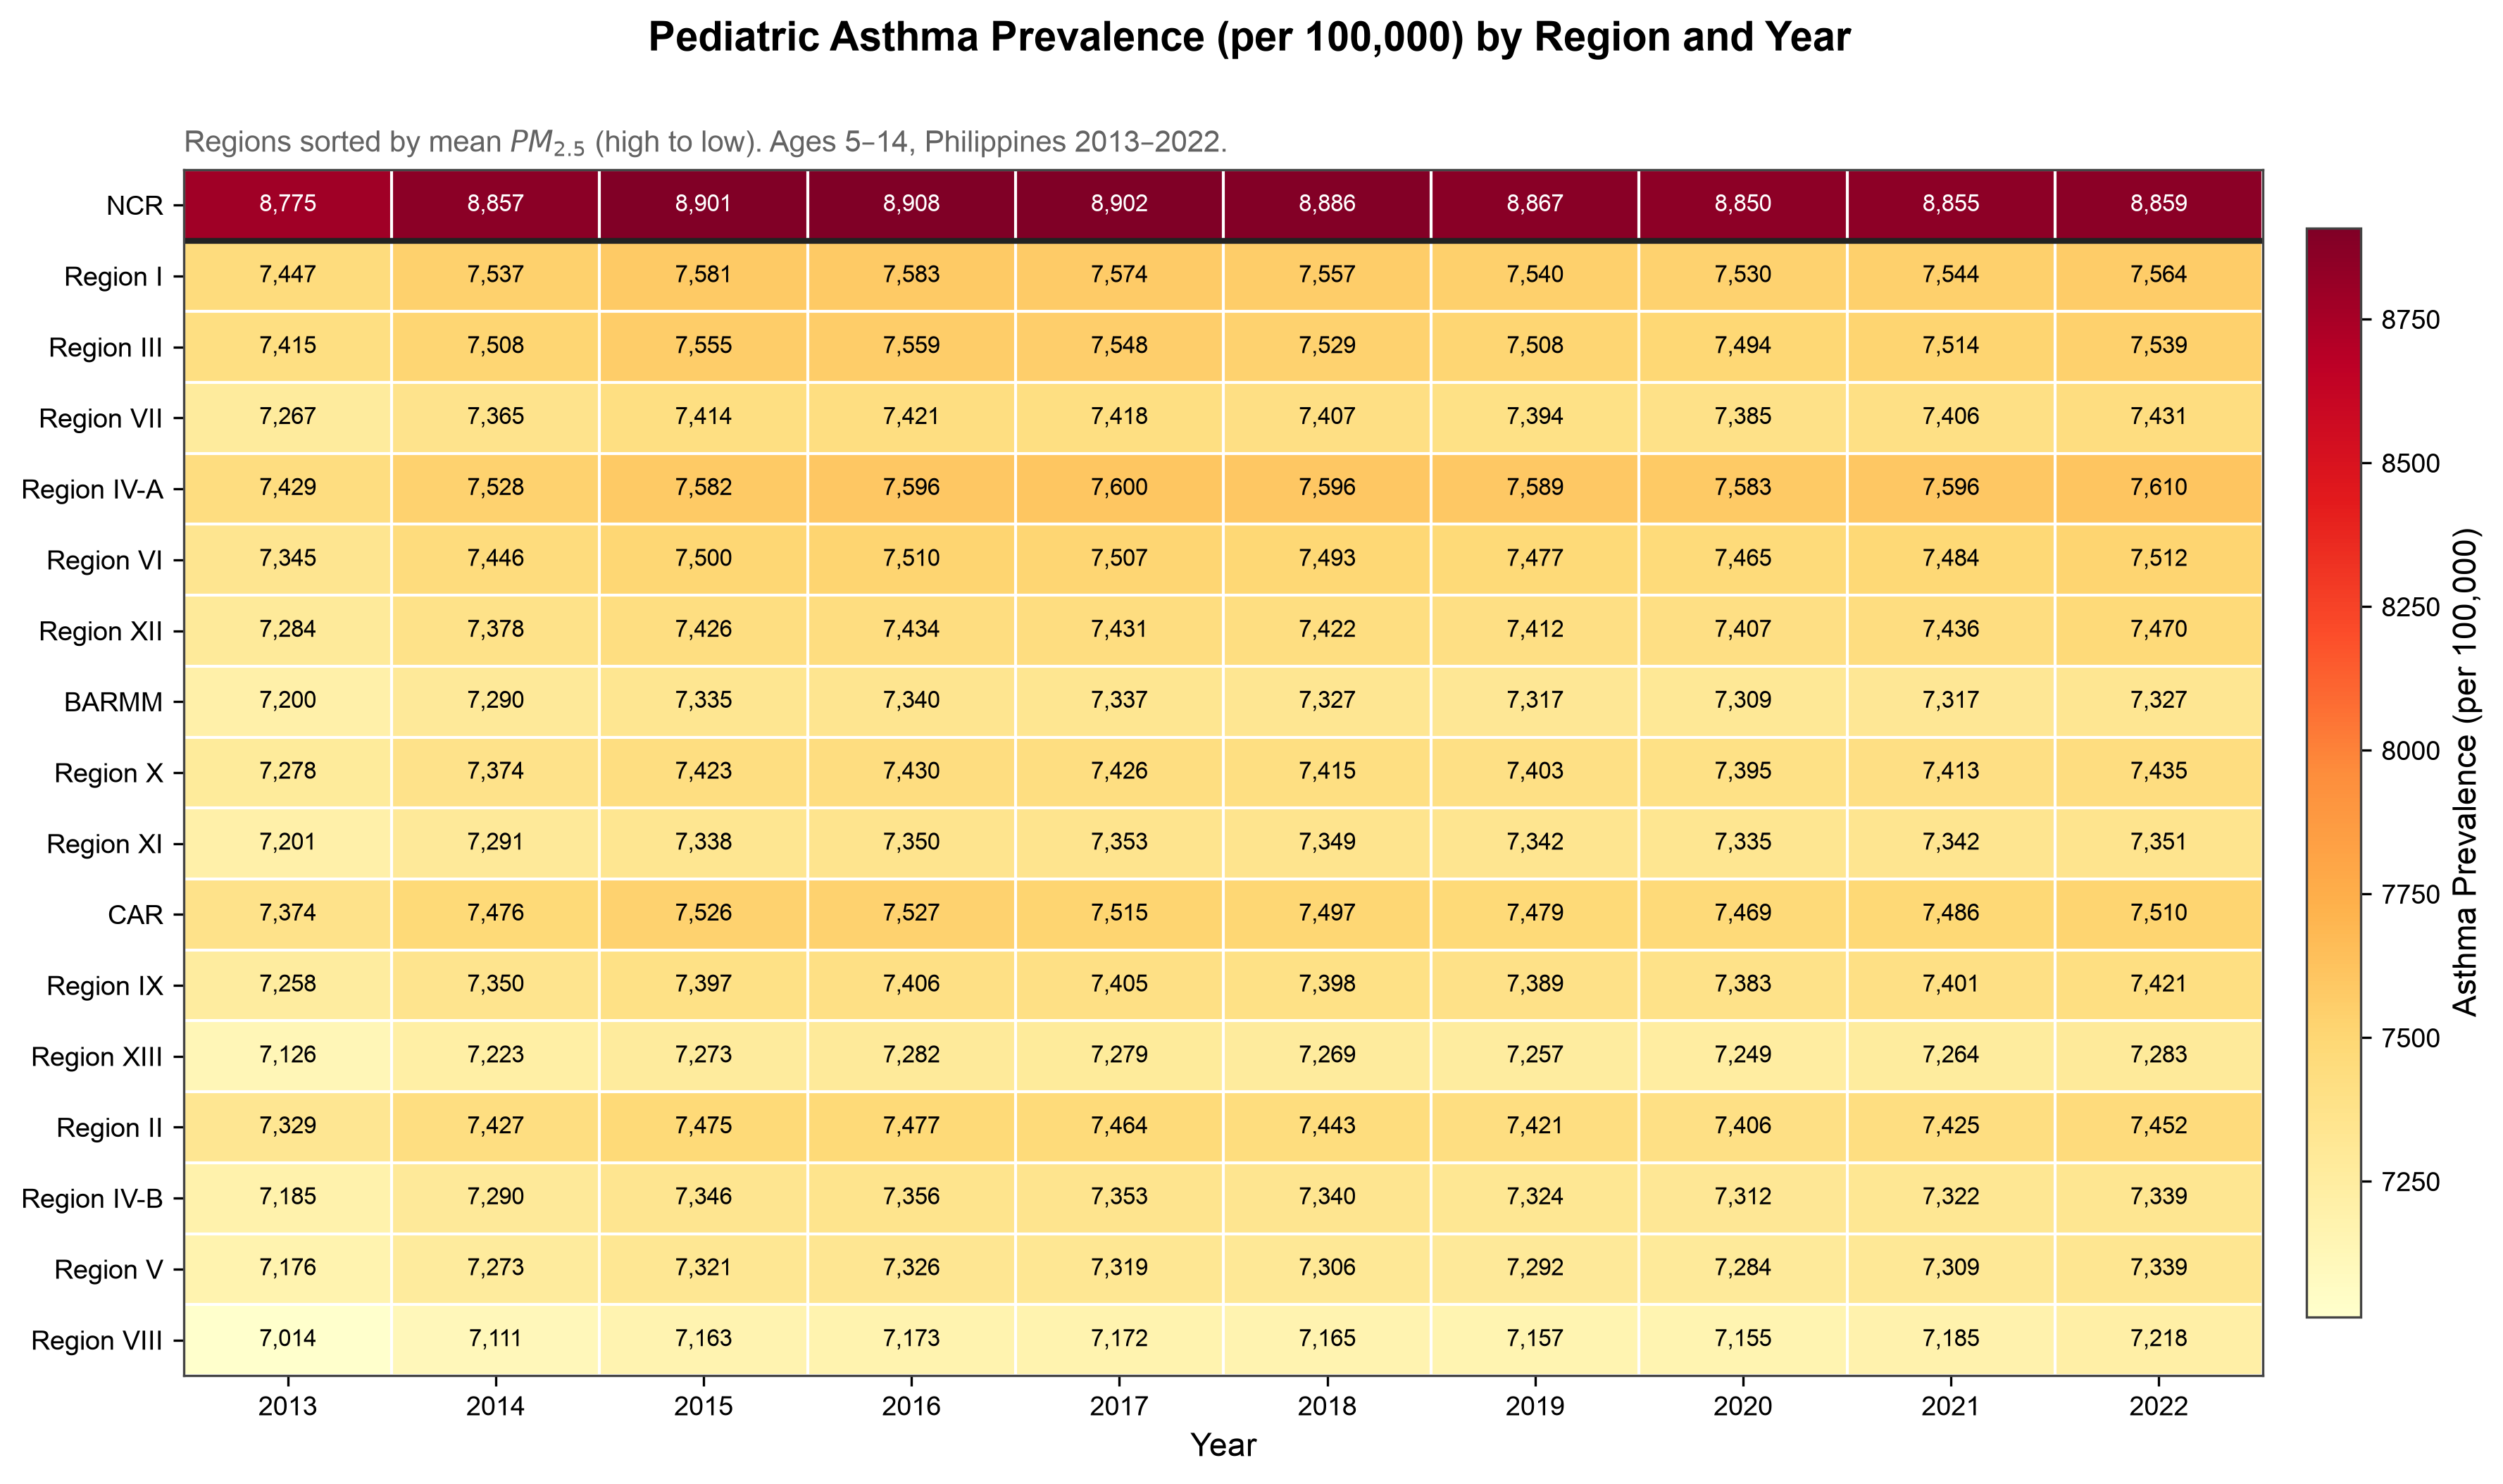 Pediatric Asthma Prevalence (per 100,000) by Region and Year
Regions sorted by mean PM2.5 (high to low). Ages 5–14, Philippines 2013–2022.
NCR 8,775 8,857 8,901 8,908 8,902 8,886 8,867 8,850 8,855 8,859
Region I 7,447 7,537 7,581 7,583 7,574 7,557 7,540 7,530 7,544 7,564
Region III 7,415 7,508 7,555 7,559 7,548 7,529 7,508 7,494 7,514 7,539
Region VII 7,267 7,365 7,414 7,421 7,418 7,407 7,394 7,385 7,406 7,431
Region IV-A 7,429 7,528 7,582 7,596 7,600 7,596 7,589 7,583 7,596 7,610
Region VI 7,345 7,446 7,500 7,510 7,507 7,493 7,477 7,465 7,484 7,512
Region XII 7,284 7,378 7,426 7,434 7,431 7,422 7,412 7,407 7,436 7,470
BARMM 7,200 7,290 7,335 7,340 7,337 7,327 7,317 7,309 7,317 7,327
Region X 7,278 7,374 7,423 7,430 7,426 7,415 7,403 7,395 7,413 7,435
Region XI 7,201 7,291 7,338 7,350 7,353 7,349 7,342 7,335 7,342 7,351
CAR 7,374 7,476 7,526 7,527 7,515 7,497 7,479 7,469 7,486 7,510
Region IX 7,258 7,350 7,397 7,406 7,405 7,398 7,389 7,383 7,401 7,421
Region XIII 7,126 7,223 7,273 7,282 7,279 7,269 7,257 7,249 7,264 7,283
Region II 7,329 7,427 7,475 7,477 7,464 7,443 7,421 7,406 7,425 7,452
Region IV-B 7,185 7,290 7,346 7,356 7,353 7,340 7,324 7,312 7,322 7,339
Region V 7,176 7,273 7,321 7,326 7,319 7,306 7,292 7,284 7,309 7,339
Region VIII 7,014 7,111 7,163 7,173 7,172 7,165 7,157 7,155 7,185 7,218
2013 2014 2015 2016 2017 2018 2019 2020 2021 2022
Year
8750
8500
8250
8000
7750
7500
7250
Asthma Prevalence (per 100,000)